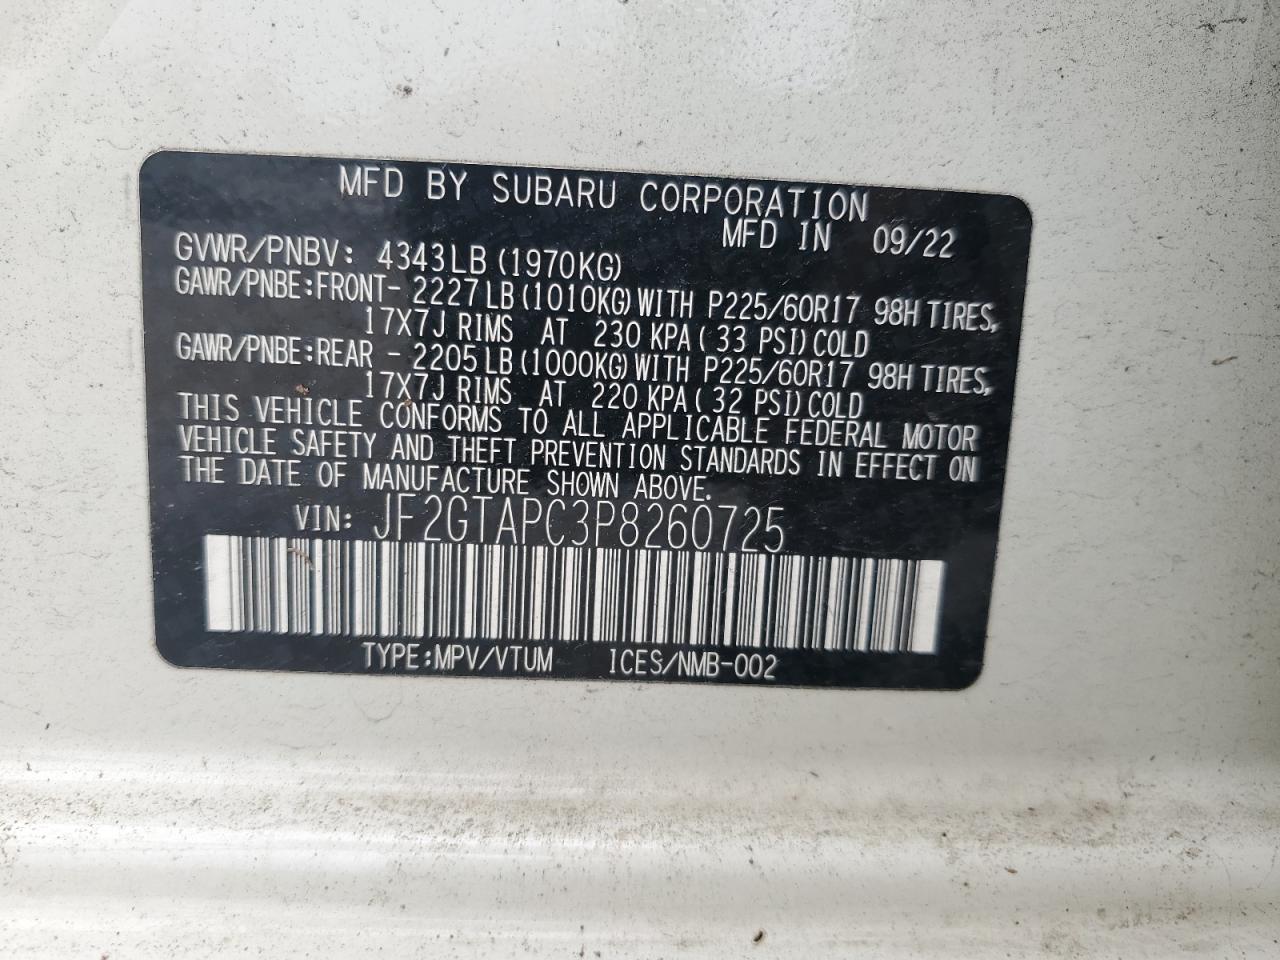 MFD BY SUBARU CORPORATION
MFD IN 09/22
GVWR/PNBV: 4343LB (1970KG)
GAWR/PNBE:FRONT- 2227 LB (1010KG) WITH P225/60R17 98H TIRES,
17X7J RIMS AT 230 KPA ( 33 PSI) COLD
GAWR/PNBE:REAR - 2205 LB (1000KG) WITH P225/60R17 98H TIRES,
17X7J RIMS AT 220 KPA ( 32 PSI) COLD
THIS VEHICLE CONFORMS TO ALL APPLICABLE FEDERAL MOTOR
VEHICLE SAFETY AND THEFT PREVENTION STANDARDS IN EFFECT ON
THE DATE OF MANUFACTURE SHOWN ABOVE.
VIN: JF2GTAPC3P8260725
TYPE:MPV/VTUM ICES/NMB-002